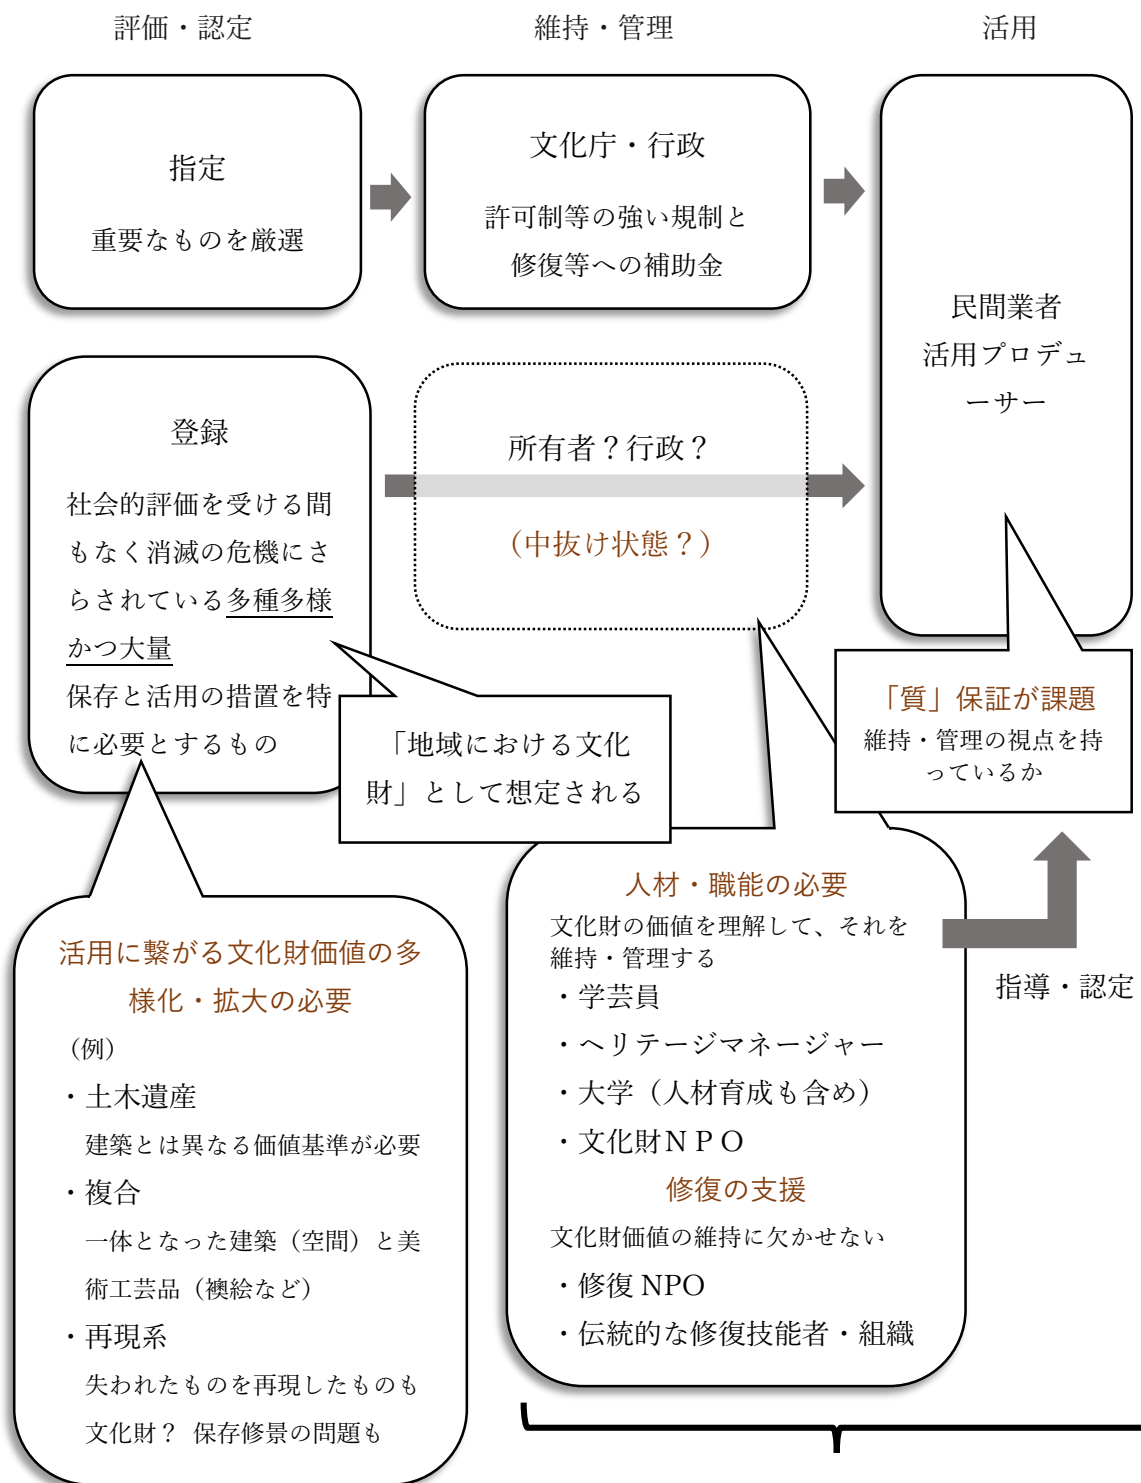 評価・認定
維持・管理
活用
指定
重要なものを厳選
文化庁・行政
許可制等の強い規制と
修復等への補助金
民間業者
活用プロデュ
ーサー
登録
社会的評価を受ける間
もなく消滅の危機にさ
らされている多種多様
かつ大量
保存と活用の措置を特
に必要とするもの
所有者？行政？
（中抜け状態？）
「地域における文化
財」として想定される
「質」保証が課題
維持・管理の視点を持
っているか
活用に繋がる文化財価値の多
様化・拡大の必要
（例）
・土木遺産
建築とは異なる価値基準が必要
・複合
一体となった建築（空間）と美
術工芸品（襖絵など）
・再現系
失われたものを再現したものも
文化財？ 保存修景の問題も
人材・職能の必要
文化財の価値を理解して、それを
維持・管理する
・学芸員
・ヘリテージマネージャー
・大学（人材育成も含め）
・文化財ＮＰＯ
修復の支援
文化財価値の維持に欠かせない
・修復 NPO
・伝統的な修復技能者・組織
指導・認定